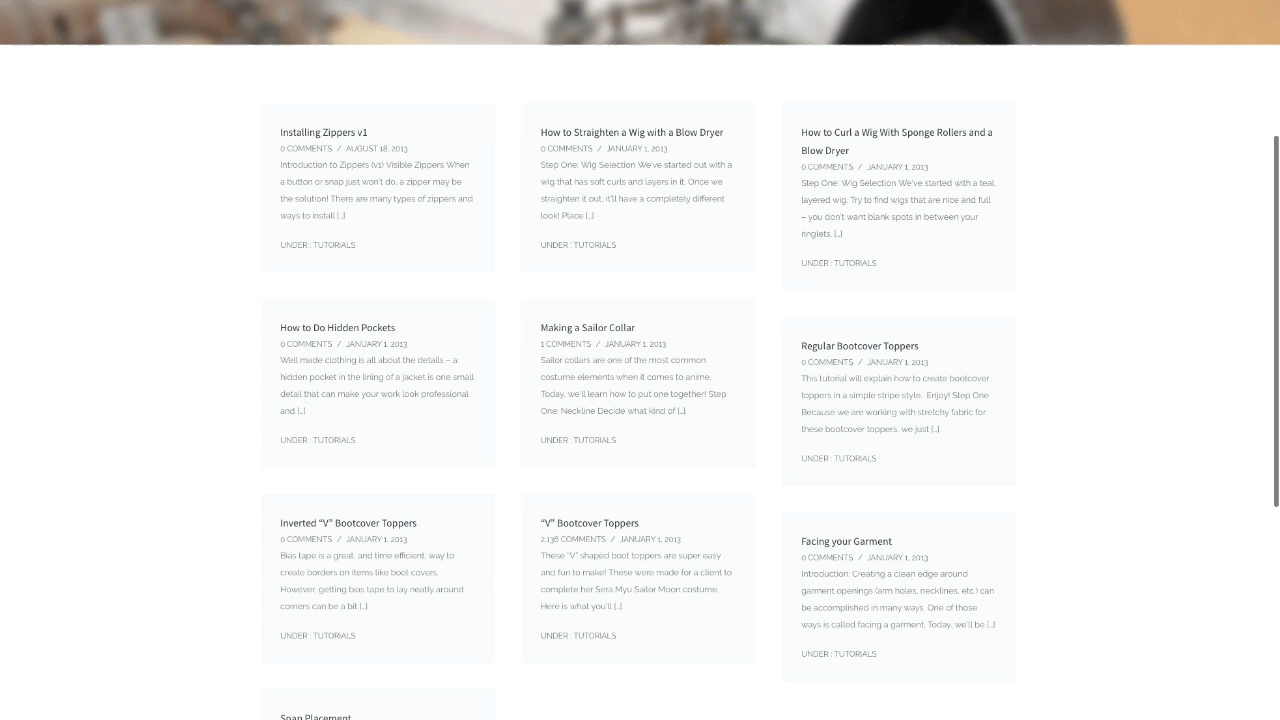 Installing Zippers v1
0 COMMENTS / AUGUST 18, 2013
Introduction to Zippers (v1) Visible Zippers When
a button or snap just won't do, a zipper may be
the solution! There are many types of zippers and
ways to install [...]
UNDER : TUTORIALS
How to Straighten a Wig with a Blow Dryer
0 COMMENTS / JANUARY 1, 2013
Step One: Wig Selection We've started out with a
wig that has soft curls and layers in it. Once we
straighten it out, it'll have a completely different
look! Place [...]
UNDER : TUTORIALS
How to Curl a Wig With Sponge Rollers and a
Blow Dryer
0 COMMENTS / JANUARY 1, 2013
Step One: Wig Selection We've started with a teal,
layered wig. Try to find wigs that are nice and full
– you don't want blank spots in between your
ringlets. [...]
UNDER : TUTORIALS
How to Do Hidden Pockets
0 COMMENTS / JANUARY 1, 2013
Well made clothing is all about the details – a
hidden pocket in the lining of a jacket is one small
detail that can make your work look professional
and [...]
UNDER : TUTORIALS
Making a Sailor Collar
1 COMMENTS / JANUARY 1, 2013
Sailor collars are one of the most common
costume elements when it comes to anime.
Today, we'll learn how to put one together! Step
One: Neckline Decide what kind of [...]
UNDER : TUTORIALS
Regular Bootcover Toppers
0 COMMENTS / JANUARY 1, 2013
This tutorial will explain how to create bootcover
toppers in a simple stripe style. Enjoy! Step One
Because we are working with stretchy fabric for
these bootcover toppers, we just [...]
UNDER : TUTORIALS
Inverted “V” Bootcover Toppers
0 COMMENTS / JANUARY 1, 2013
Bias tape is a great, and time efficient, way to
create borders on items like boot covers.
However, getting bias tape to lay neatly around
corners can be a bit [...]
UNDER : TUTORIALS
“V” Bootcover Toppers
2,136 COMMENTS / JANUARY 1, 2013
These “V” shaped boot toppers are super easy
and fun to make! These were made for a client to
complete her Sera Myu Sailor Moon costume.
Here is what you'll [...]
UNDER : TUTORIALS
Facing your Garment
0 COMMENTS / JANUARY 1, 2013
Introduction: Creating a clean edge around
garment openings (arm holes, necklines, etc.) can
be accomplished in many ways. One of those
ways is called facing a garment. Today, we'll be [...]
UNDER : TUTORIALS
Snap Placement